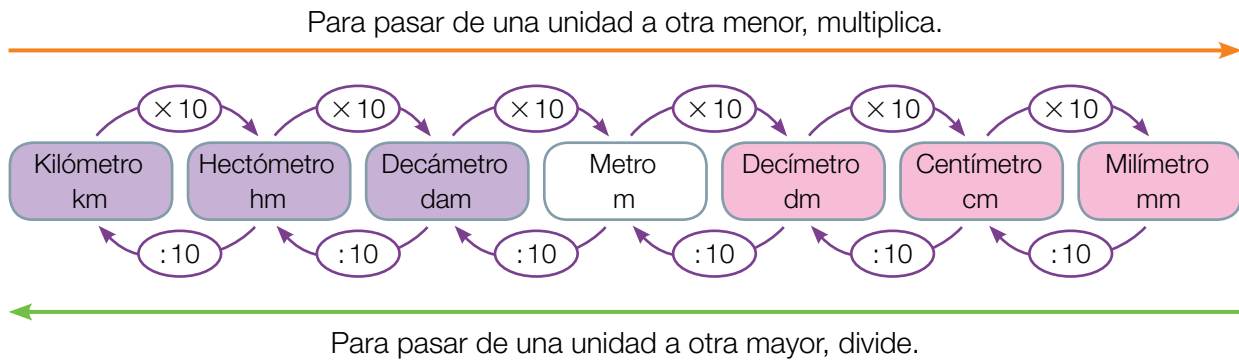 Para pasar de una unidad a otra menor, multiplica.
× 10 × 10 × 10 × 10 × 10 × 10
Kilómetro Hectómetro Decámetro Metro Decímetro Centímetro Milímetro
km hm dam m dm cm mm
: 10 : 10 : 10 : 10 : 10 : 10
Para pasar de una unidad a otra mayor, divide.